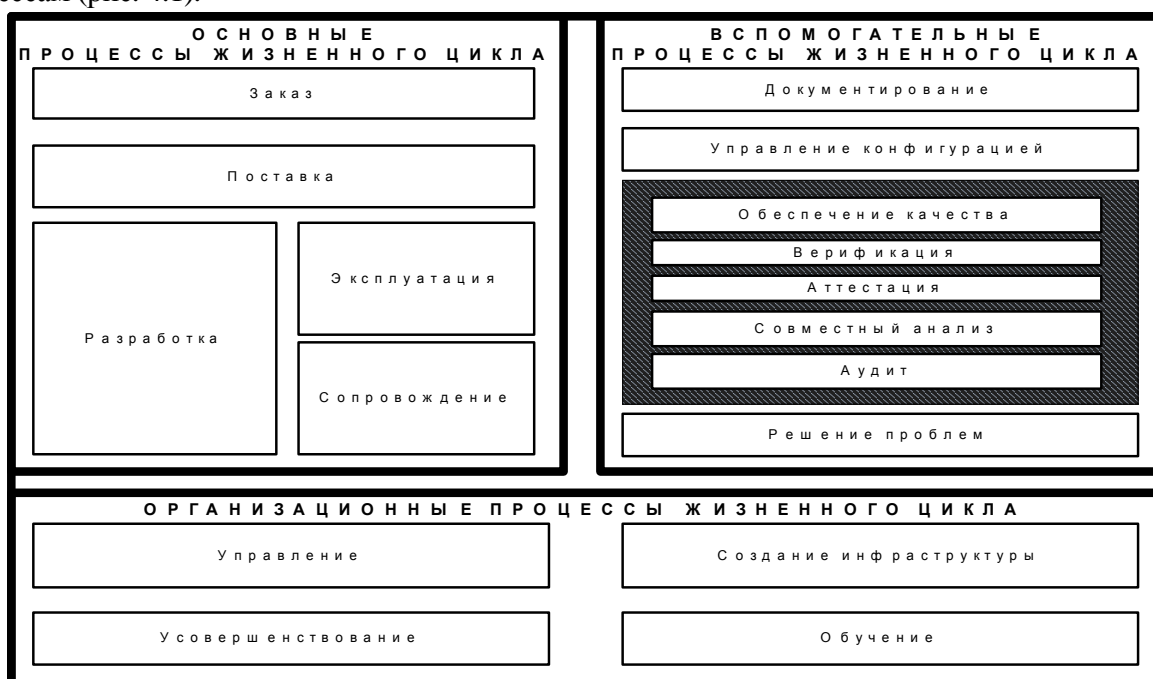 ОСНОВНЫЕ
ПРОЦЕССЫ ЖИЗНЕННОГО ЦИКЛА
Заказ
Поставка
Разработка
Эксплуатация
Сопровождение
ВСПОМОГАТЕЛЬНЫЕ
ПРОЦЕССЫ ЖИЗНЕННОГО ЦИКЛА
Документирование
Управление конфигурацией
Обеспечение качества
Верификация
Аттестация
Совместный анализ
Аудит
Решение проблем
ОРГАНИЗАЦИОННЫЕ ПРОЦЕССЫ ЖИЗНЕННОГО ЦИКЛА
Управление
Создание инфраструктуры
Усовершенствование
Обучение